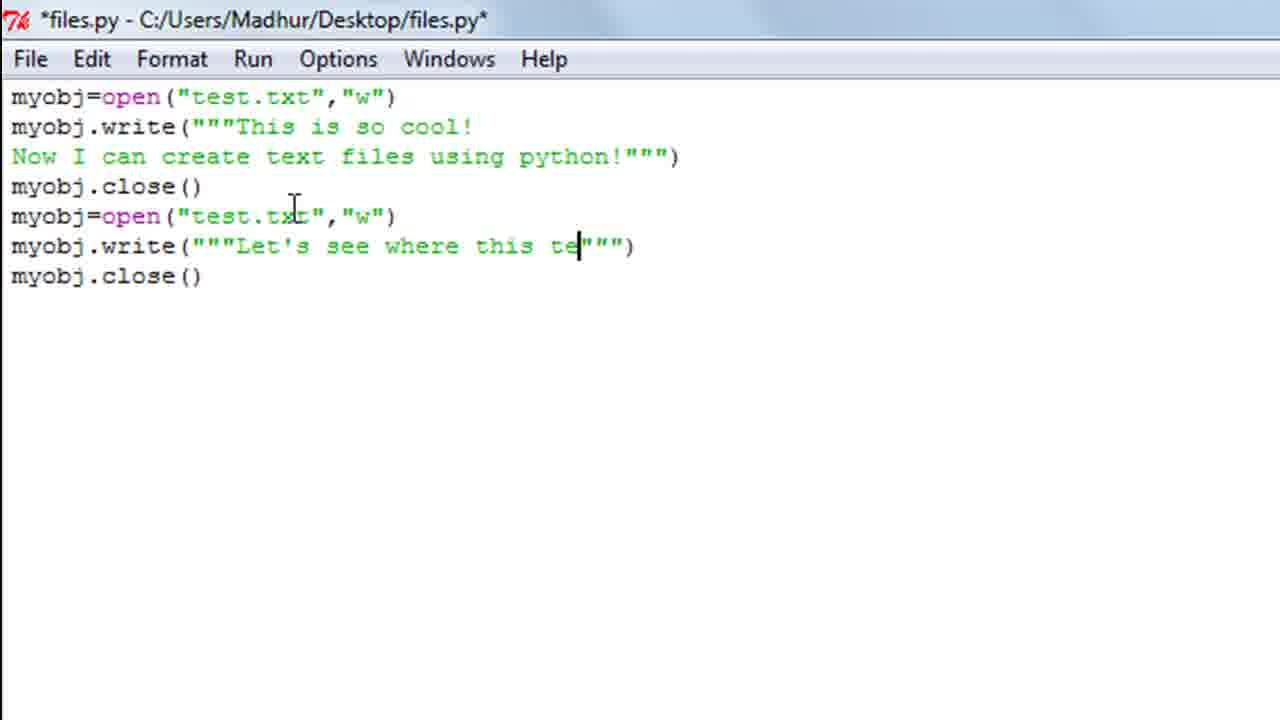 *files.py - C:/Users/Madhur/Desktop/files.py*
File Edit Format Run Options Windows Help
myobj=open("test.txt","w")
myobj.write("""This is so cool!
Now I can create text files using python!""")
myobj.close()
myobj=open("test.txt","w")
myobj.write("""Let's see where this te""")
myobj.close()